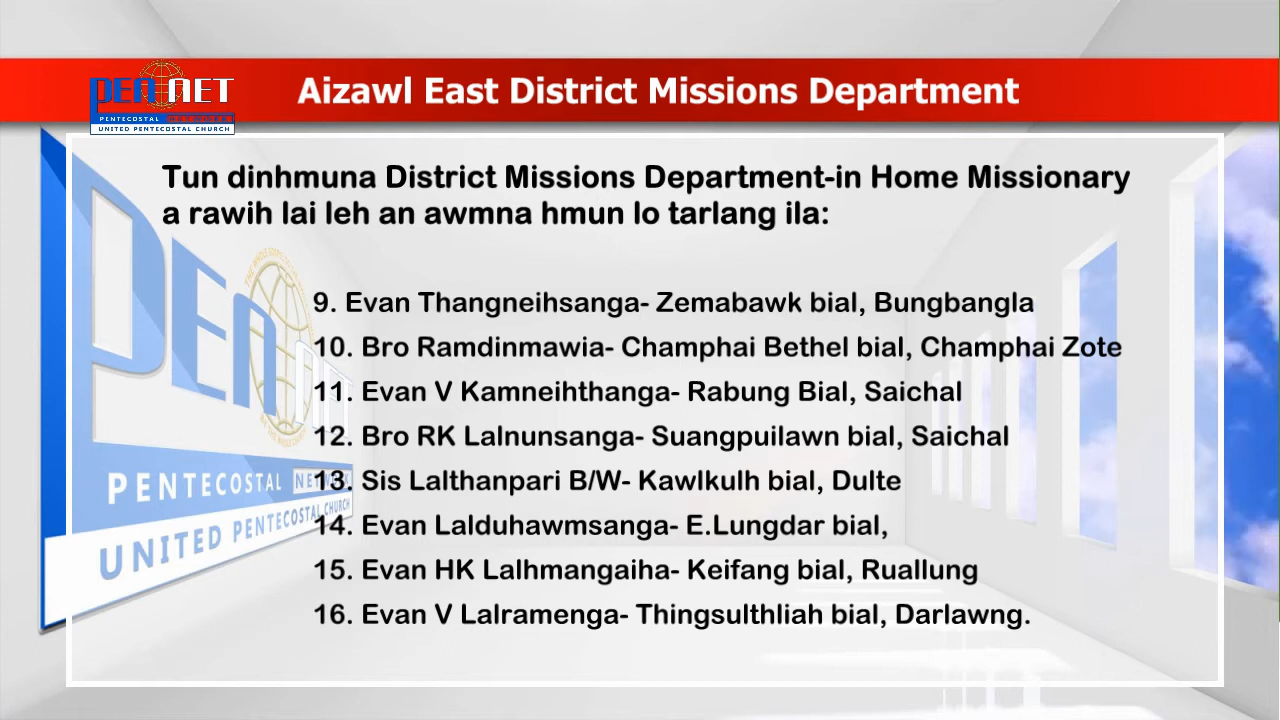 PENNET
PENTECOSTAL
UNITED PENTECOSTAL CHURCH
Aizawl East District Missions Department
Tun dinhmuna District Missions Department-in Home Missionary
a rawih lai leh an awmna hmun lo tarlang ila:
9. Evan Thangneihsanga- Zemabawk bial, Bungbangla
10. Bro Ramdinmawia- Champhai Bethel bial, Champhai Zote
11. Evan V Kamneihthanga- Rabung Bial, Saichal
12. Bro RK Lalnunsanga- Suangpuilawn bial, Saichal
13. Sis Lalthanpari B/W- Kawlkulh bial, Dulte
14. Evan Lalduhawmsanga- E.Lungdar bial,
15. Evan HK Lalhmangaiha- Keifang bial, Ruallung
16. Evan V Lalramenga- Thingsulthliah bial, Darlawng.
PEN
PENTECOSTAL
UNITED PENTECOSTAL CHURCH